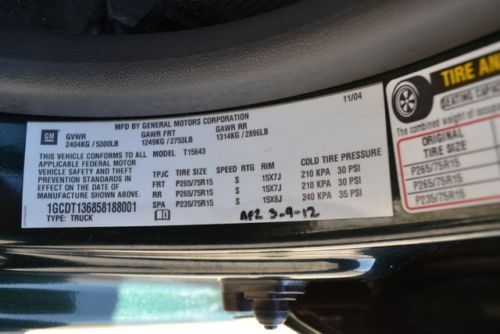 MFD BY GENERAL MOTORS CORPORATION 11/04
GM GVWR GAWR FRT GAWR RR
2404KG / 5300LB 1249KG / 2753LB 1314KG / 2896LB
THIS VEHICLE CONFORMS TO ALL MODEL T15643
APPLICABLE FEDERAL MOTOR
VEHICLE SAFETY AND THEFT
PREVENTION STANDARDS IN
EFFECT ON THE DATE OF
MANUFACTURE SHOWN ABOVE.
TPJC TIRE SIZE SPEED RTG RIM COLD TIRE PRESSURE
FRT P265/75R15 S 15X7J 210 KPA 30 PSI
RR P265/75R15 S 15X7J 210 KPA 30 PSI
SPA P235/75R15 S 15X6J 240 KPA 35 PSI
1GCDT136858188001
TYPE: TRUCK
3-9-12
TIRE AN
SEATING CAPAC
ORIGINAL
TIRE SIZE
P265/75R15
P265/75R15
P235/75R15